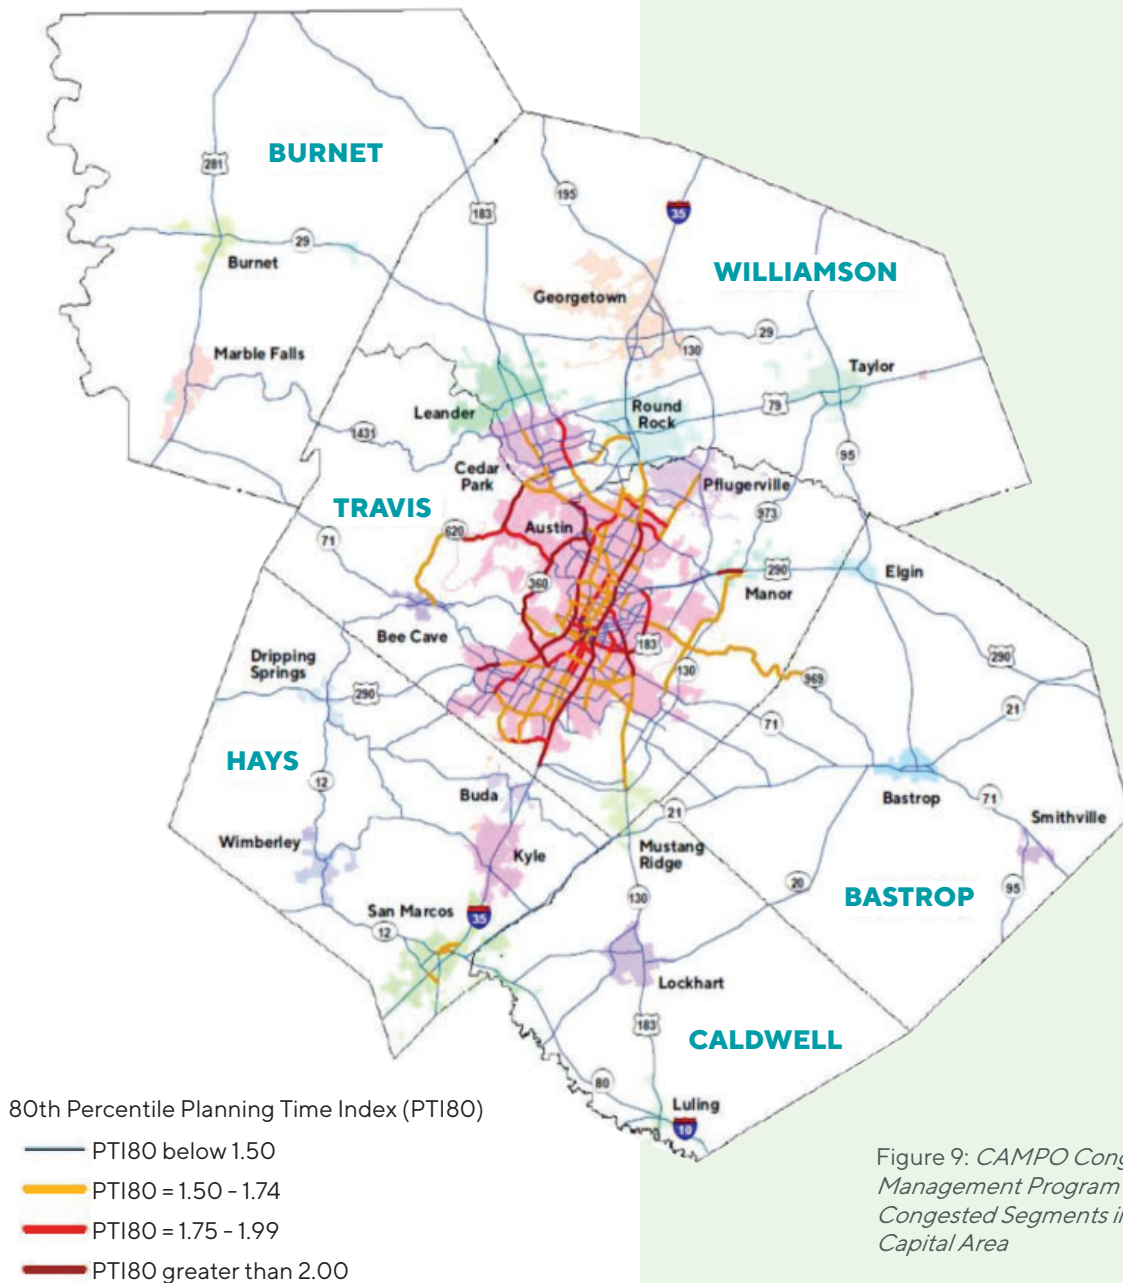 BURNET
281
183
195
35
29
Burnet
WILLIAMSON
Georgetown
29
130
Marble Falls
Taylor
Leander
Round
Rock
79
1431
95
Cedar
Park
Pflugerville
TRAVIS
973
620
Austin
71
290
Elgin
360
Manor
Bee Cave
183
Dripping
Springs
290
130
290
969
21
71
HAYS
12
Buda
Bastrop
71
21
Smithville
Wimberley
Kyle
Mustang
Ridge
20
95
BASTROP
130
San Marcos
35
12
Lockhart
183
CALDWELL
80
Luling
10
80th Percentile Planning Time Index (PTI80)
PTI80 below 1.50
PTI80 = 1.50 - 1.74
PTI80 = 1.75 - 1.99
PTI80 greater than 2.00
Figure 9: CAMPO Cong
Management Program
Congested Segments i
Capital Area